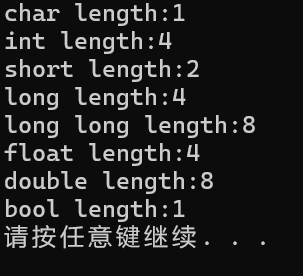 char length:1
int length:4
short length:2
long length:4
long long length:8
float length:4
double length:8
bool length:1
请按任意键继续. . .